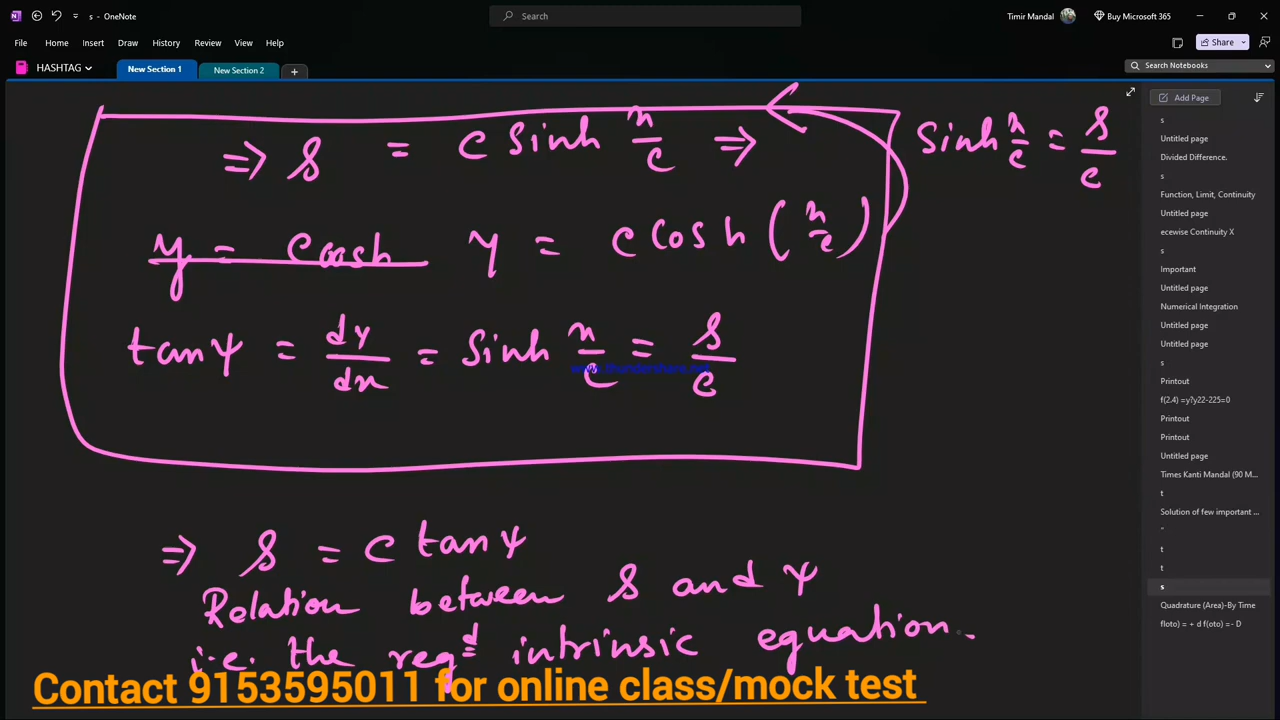 s - OneNote
Search
Timir Mandal
Buy Microsoft 365
File Home Insert Draw History Review View Help
Share
HASHTAG
New Section 1
New Section 2
+
Search Notebooks
Add Page
⇒ S = c Sinh x/c ⇒ Sinh x/c = S/c
y = c cosh y = c Cosh (x/c)
tan ψ = dy/dx = Sinh x/c = S/c
www.thundershare.net
⇒ S = c tan ψ
Relation between S and ψ
i.e. the reqd intrinsic equation.
Contact 9153595011 for online class/mock test
s
Untitled page
Divided Difference.
s
Function, Limit, Continuity
Untitled page
ecewise Continuity X
s
Important
Untitled page
Numerical Integration
Untitled page
Untitled page
s
Printout
f(2.4) =y?y22-225=0
Printout
Printout
Untitled page
Times Kanti Mandal (90 M...
t
Solution of few important ...
"
t
t
s
Quadrature (Area)-By Time
floto) = + d f(oto) =- D